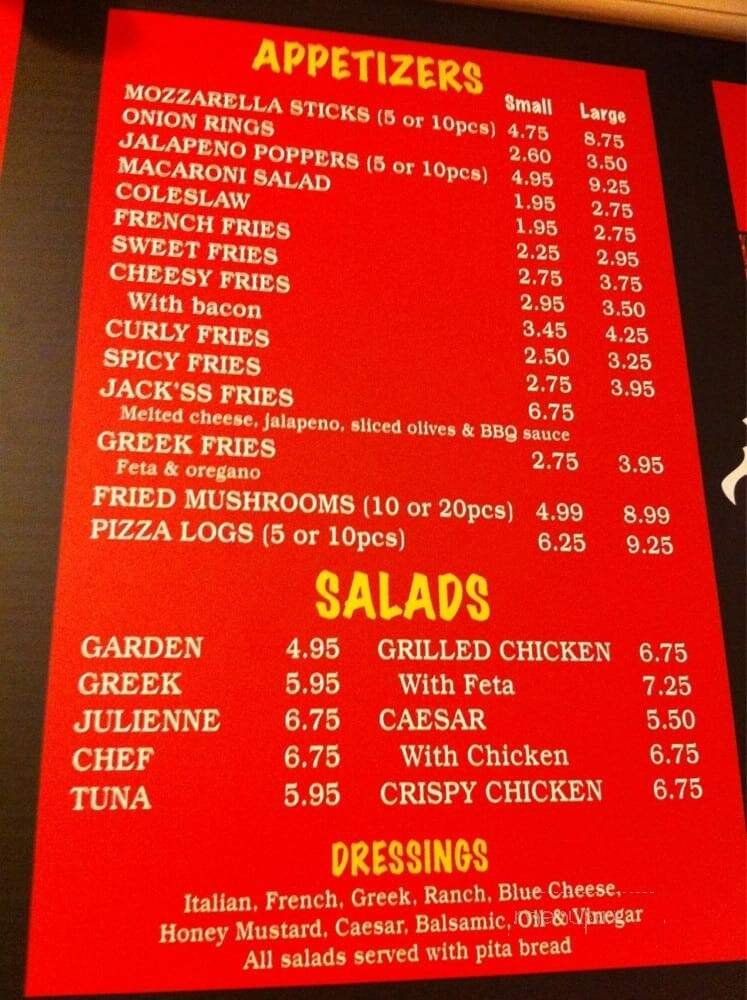 APPETIZERS
Small Large
MOZZARELLA STICKS (5 or 10pcs) 4.75 8.75
ONION RINGS 2.60 3.50
JALAPENO POPPERS (5 or 10pcs) 4.95 9.25
MACARONI SALAD 1.95 2.75
COLESLAW 1.95 2.75
FRENCH FRIES 2.25 2.95
SWEET FRIES 2.75 3.75
CHEESY FRIES 2.95 3.50
With bacon 3.45 4.25
CURLY FRIES 2.50 3.25
SPICY FRIES 2.75 3.95
JACK'SS FRIES 6.75
Melted cheese, jalapeno, sliced olives & BBQ sauce
GREEK FRIES 2.75 3.95
Feta & oregano
FRIED MUSHROOMS (10 or 20pcs) 4.99 8.99
PIZZA LOGS (5 or 10pcs) 6.25 9.25
SALADS
GARDEN 4.95 GRILLED CHICKEN 6.75
GREEK 5.95 With Feta 7.25
JULIENNE 6.75 CAESAR 5.50
CHEF 6.75 With Chicken 6.75
TUNA 5.95 CRISPY CHICKEN 6.75
DRESSINGS
Italian, French, Greek, Ranch, Blue Cheese,
Honey Mustard, Caesar, Balsamic, Oil & Vinegar
All salads served with pita bread